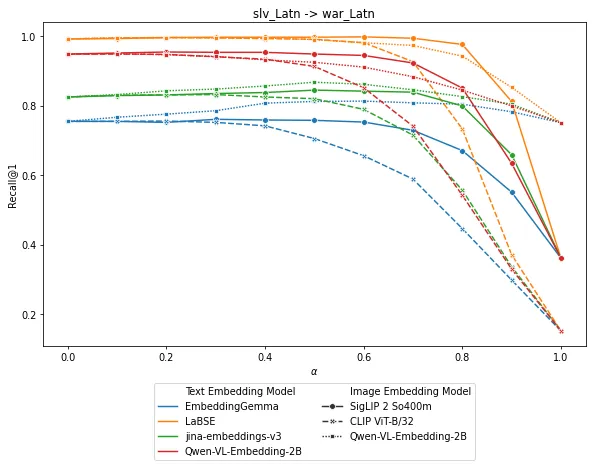 slv_Latn -> war_Latn
1.0
0.8
0.6
0.4
0.2
Recall@1
0.0 0.2 0.4 0.6 0.8 1.0
α
Text Embedding Model Image Embedding Model
EmbeddingGemma SigLIP 2 So400m
LaBSE CLIP ViT-B/32
jina-embeddings-v3 Qwen-VL-Embedding-2B
Qwen-VL-Embedding-2B